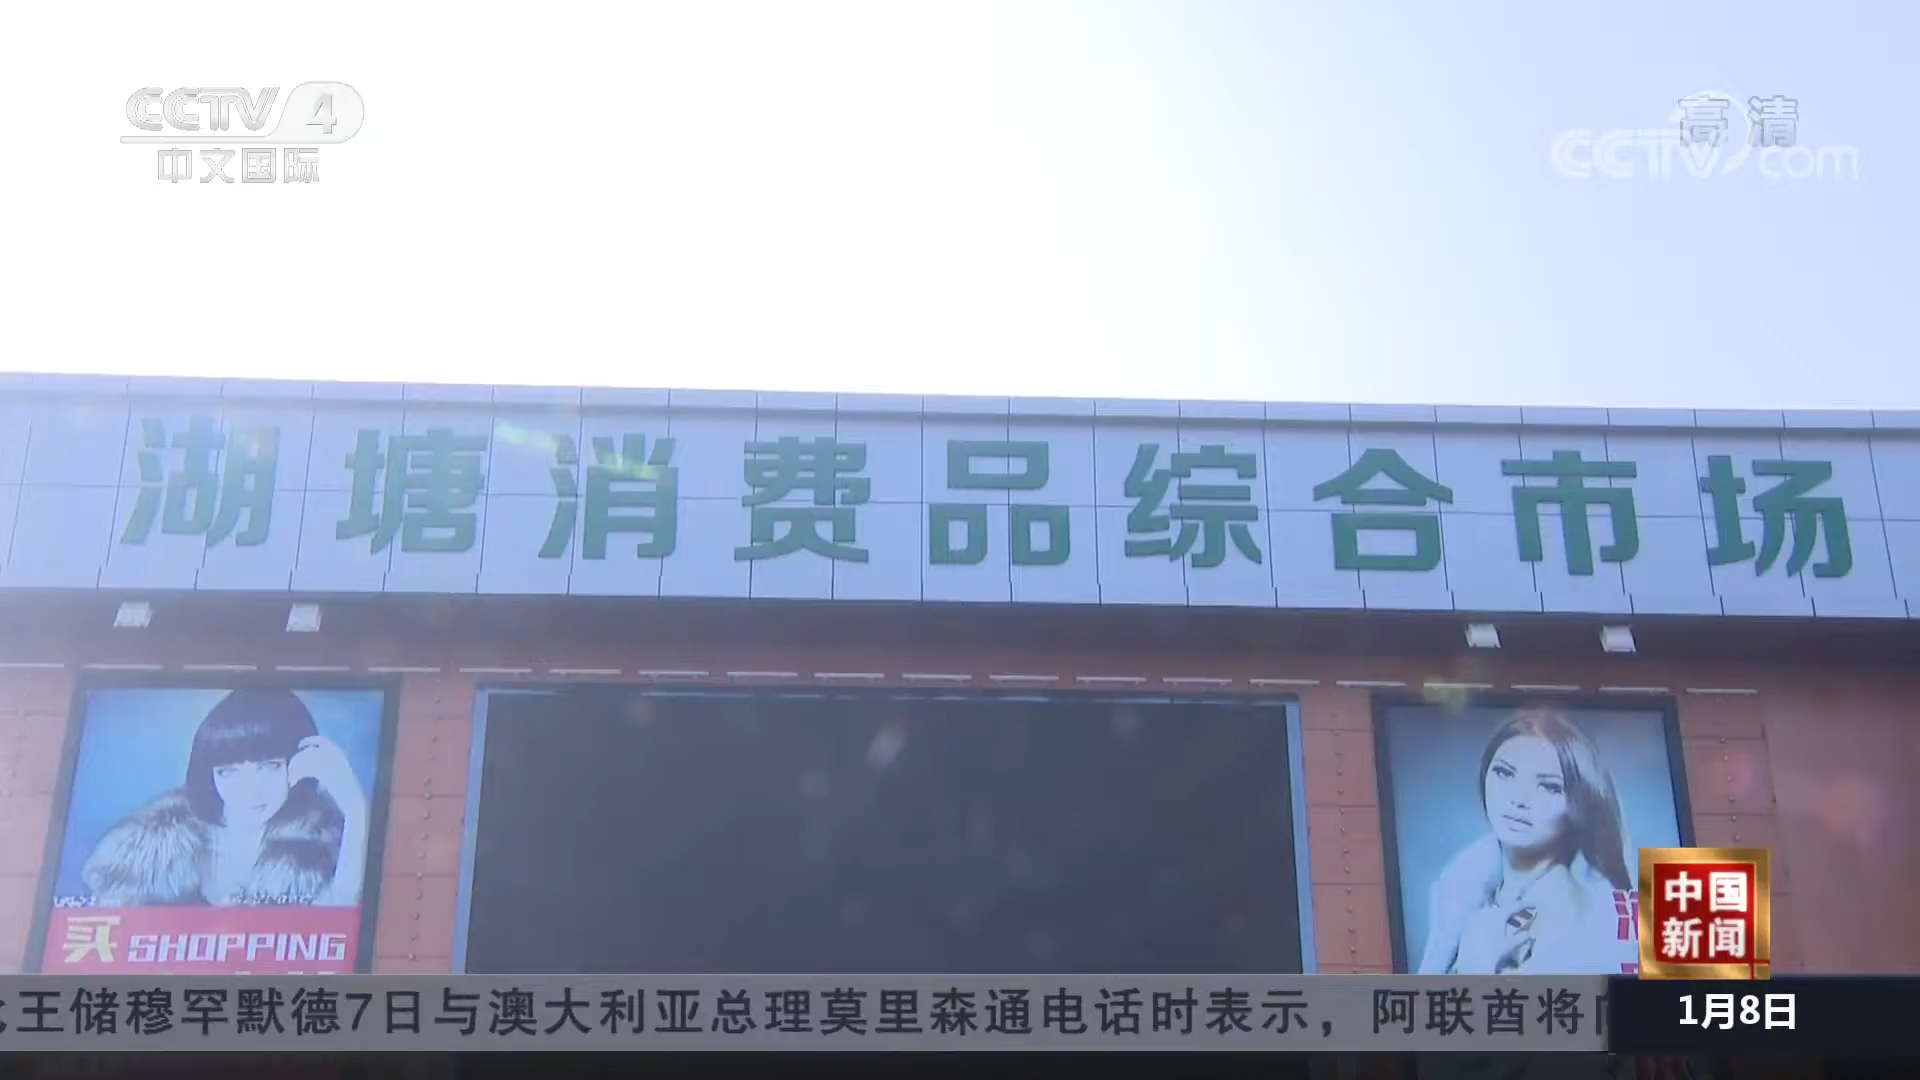 CCTV 4
中文国际
高清
CCTV.com
湖塘消费品综合市场
买 SHOPPING
中国
新闻
王储穆罕默德7日与澳大利亚总理莫里森通电话时表示，阿联酋将
1月8日